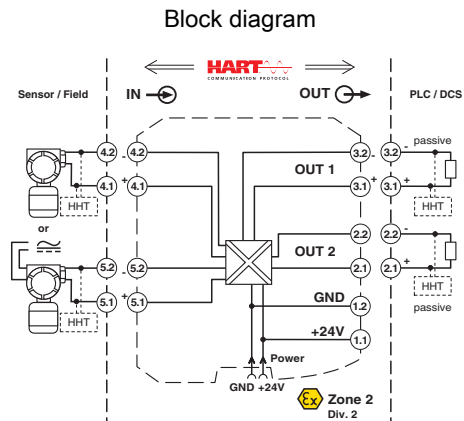 Block diagram
HART
COMMUNICATION PROTOCOL
Sensor / Field
IN
OUT
PLC / DCS
4.2 - 4.2
3.2 - 3.2 - passive
OUT 1
4.1 + 4.1
3.1 + 3.1 +
HHT
HHT
or
2.2 2.2 -
OUT 2
5.2 - 5.2
2.1 2.1 +
HHT
5.1 + 5.1
GND 1.2
passive
HHT
+24V 1.1
Power
GND +24V
Ex Zone 2
Div. 2